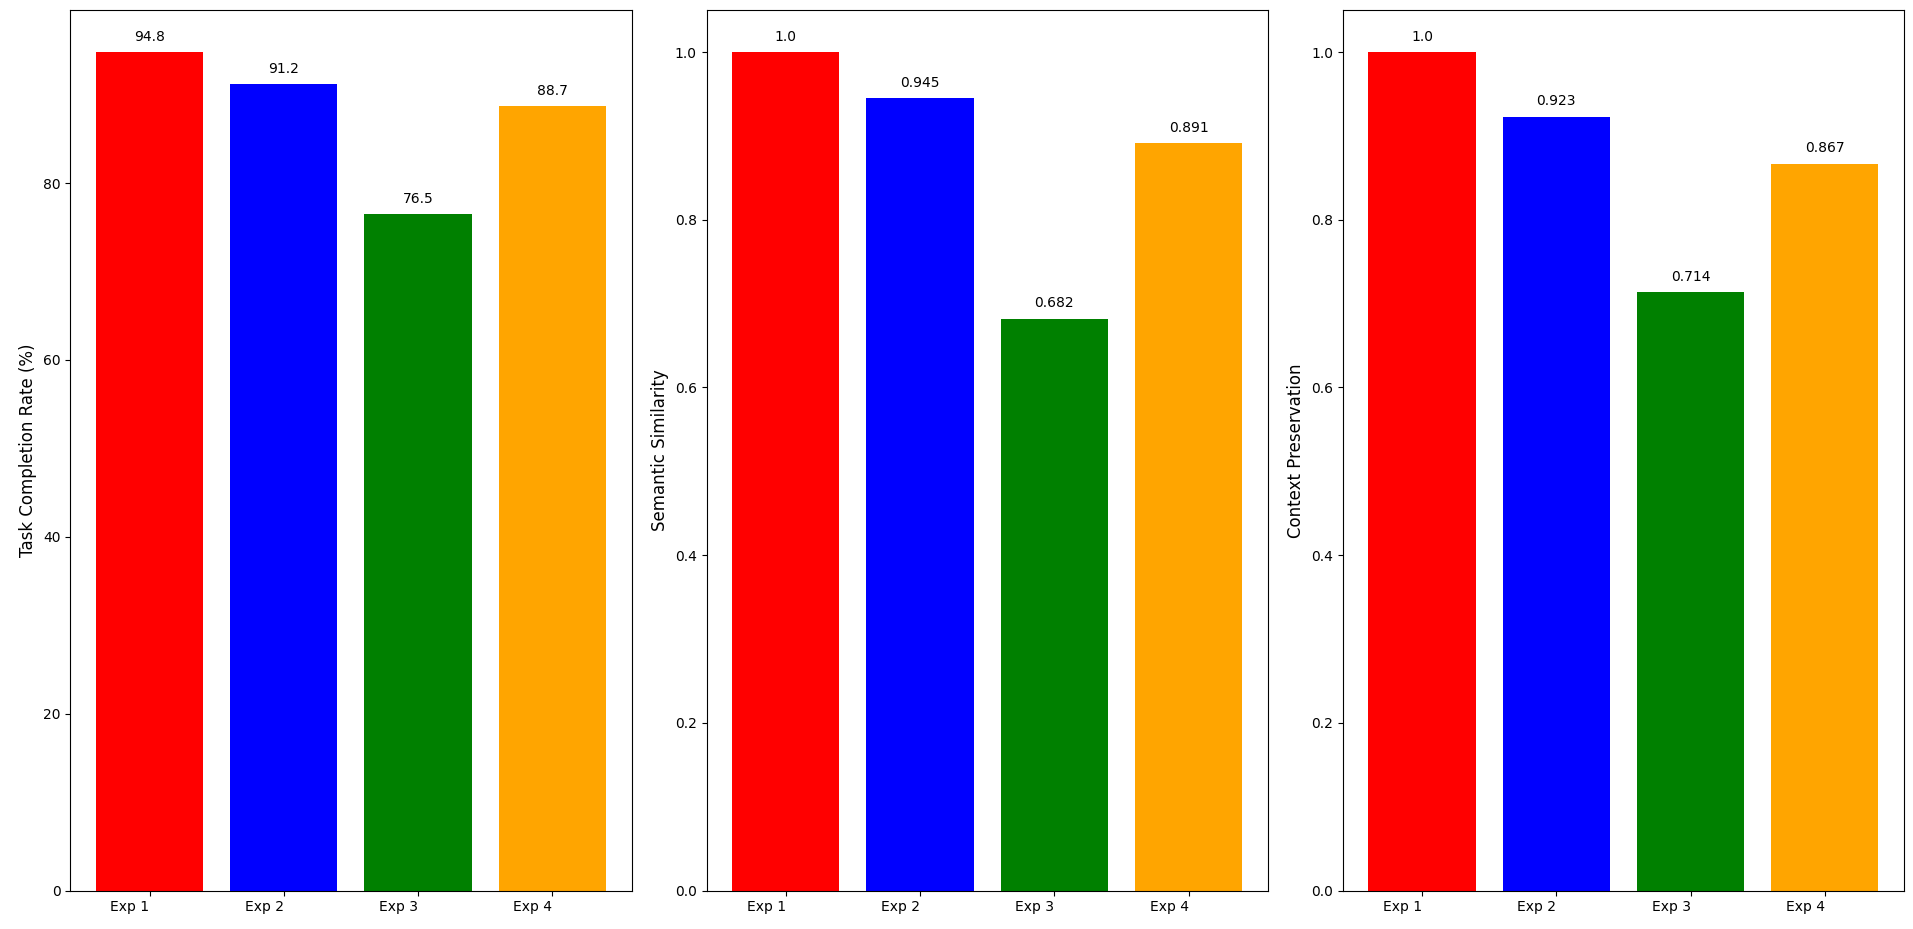 Task Completion Rate (%)
80
60
40
20
0
94.8
91.2
76.5
88.7
Exp 1
Exp 2
Exp 3
Exp 4
Semantic Similarity
1.0
0.8
0.6
0.4
0.2
0.0
1.0
0.945
0.682
0.891
Exp 1
Exp 2
Exp 3
Exp 4
Context Preservation
1.0
0.8
0.6
0.4
0.2
0.0
1.0
0.923
0.714
0.867
Exp 1
Exp 2
Exp 3
Exp 4